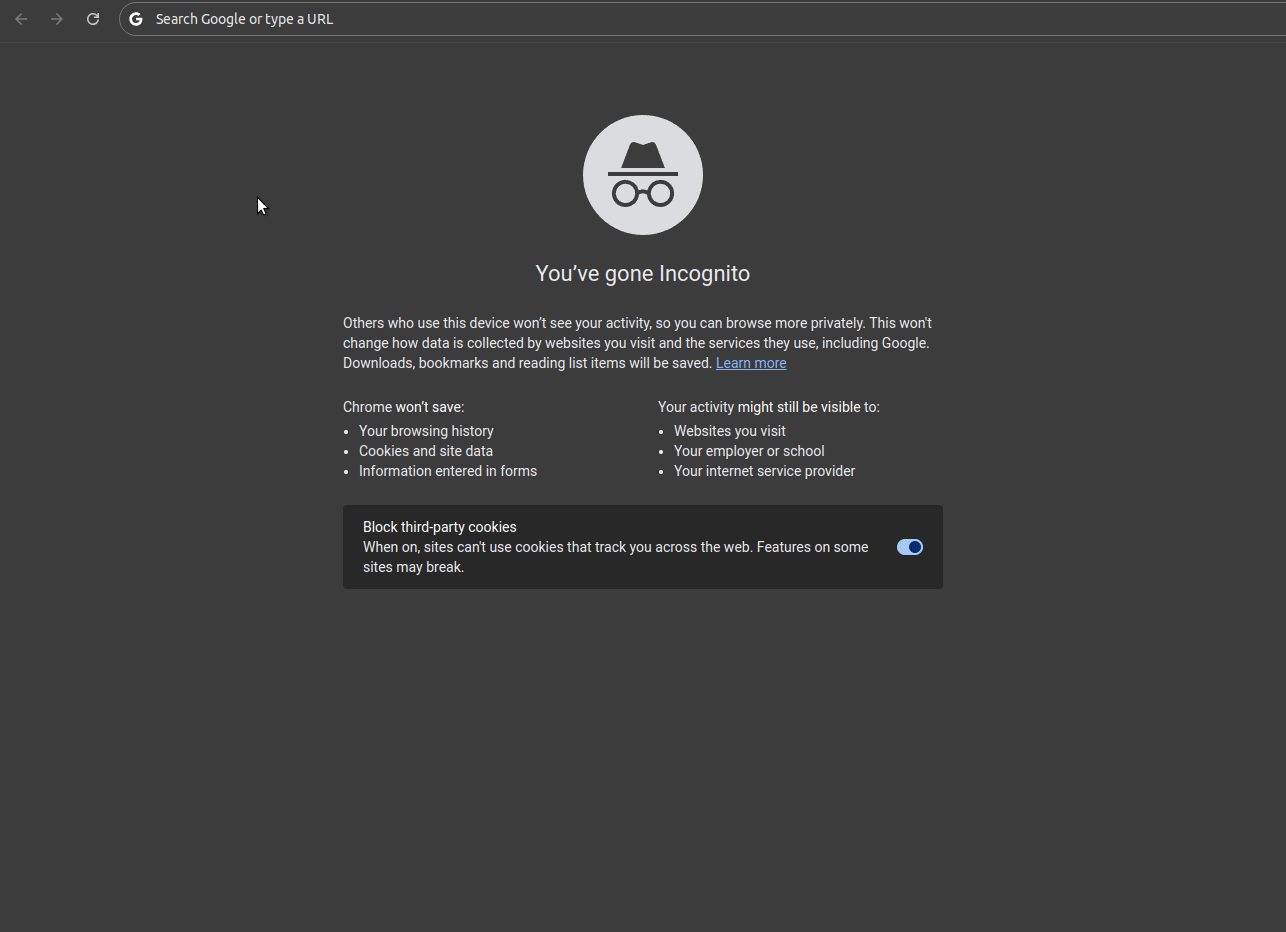 Search Google or type a URL
You’ve gone Incognito
Others who use this device won’t see your activity, so you can browse more privately. This won't
change how data is collected by websites you visit and the services they use, including Google.
Downloads, bookmarks and reading list items will be saved. Learn more
Chrome won’t save:
Your browsing history
Cookies and site data
Information entered in forms
Your activity might still be visible to:
Websites you visit
Your employer or school
Your internet service provider
Block third-party cookies
When on, sites can't use cookies that track you across the web. Features on some
sites may break.